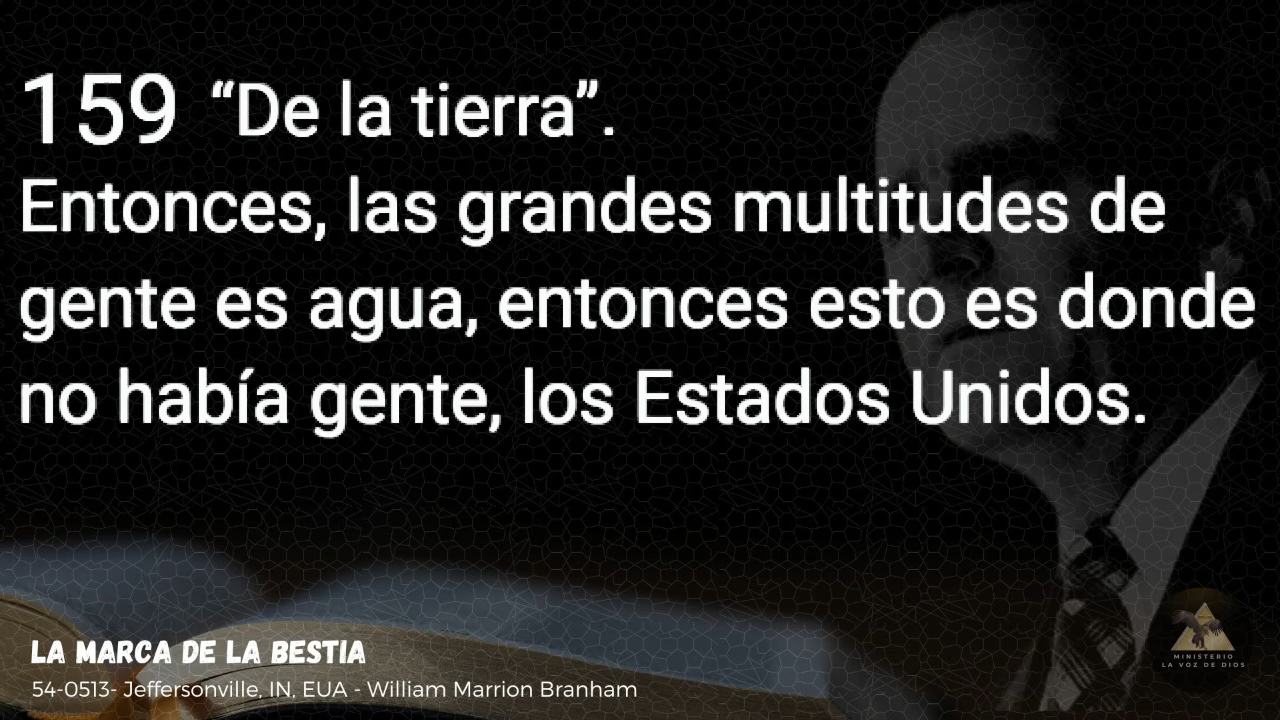 159 “De la tierra”.
Entonces, las grandes multitudes de
gente es agua, entonces esto es donde
no había gente, los Estados Unidos.
LA MARCA DE LA BESTIA
54-0513- Jeffersonville, IN, EUA - William Marrion Branham
MINISTERIO
LA VOZ DE DIOS